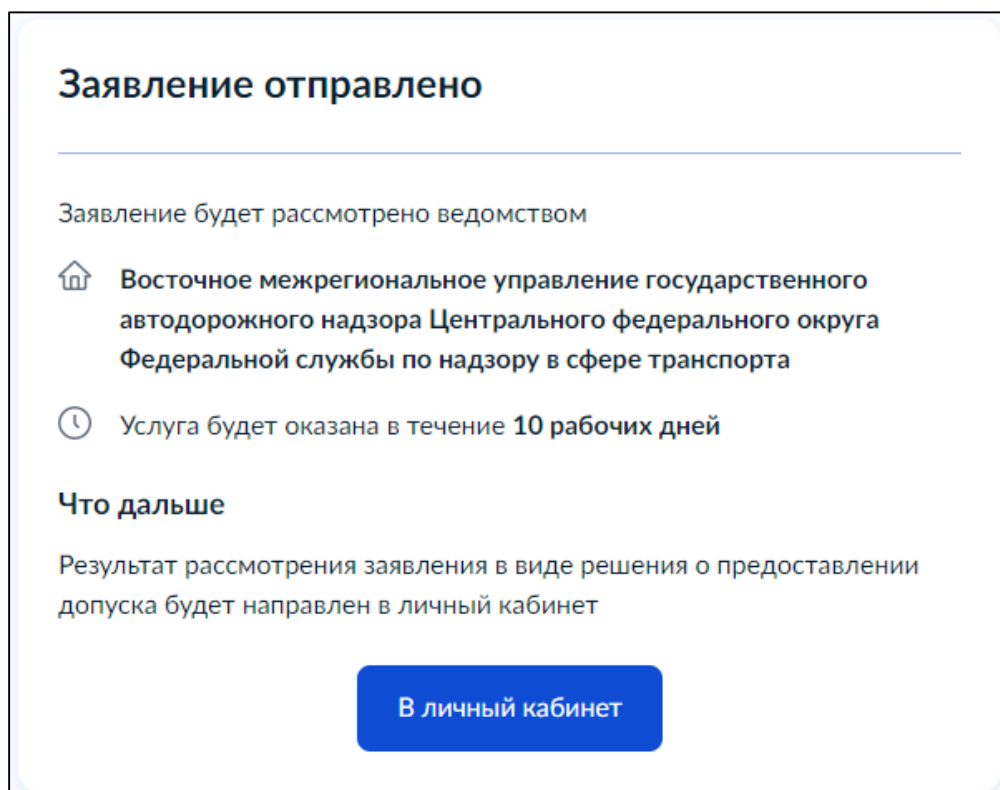 Заявление отправлено
Заявление будет рассмотрено ведомством
Восточное межрегиональное управление государственного
автодорожного надзора Центрального федерального округа
Федеральной службы по надзору в сфере транспорта
Услуга будет оказана в течение 10 рабочих дней
Что дальше
Результат рассмотрения заявления в виде решения о предоставлении
допуска будет направлен в личный кабинет
В личный кабинет